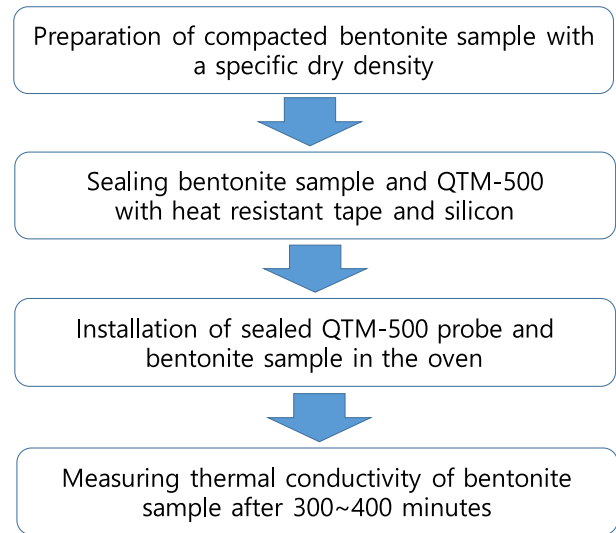 Preparation of compacted bentonite sample with
a specific dry density
Sealing bentonite sample and QTM-500
with heat resistant tape and silicon
Installation of sealed QTM-500 probe and
bentonite sample in the oven
Measuring thermal conductivity of bentonite
sample after 300~400 minutes